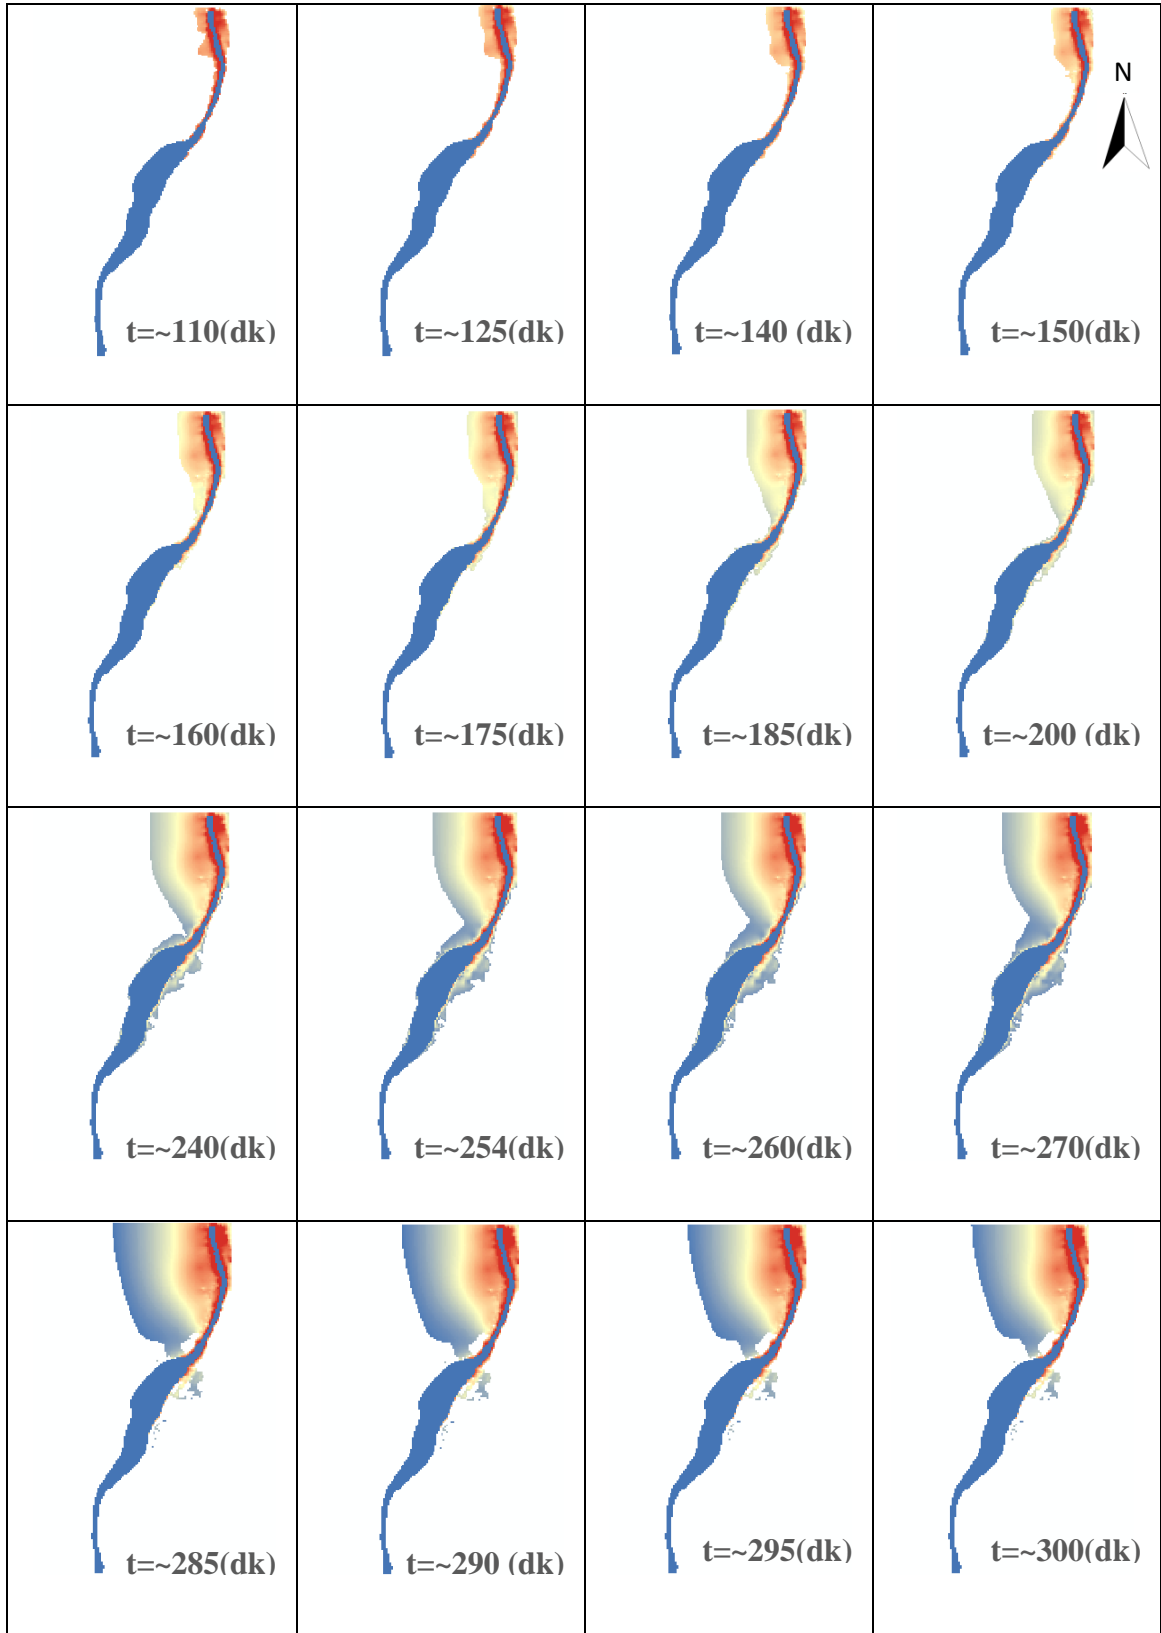 N
t=~110(dk)
t=~125(dk)
t=~140 (dk)
t=~150(dk)
t=~160(dk)
t=~175(dk)
t=~185(dk)
t=~200 (dk)
t=~240(dk)
t=~254(dk)
t=~260(dk)
t=~270(dk)
t=~285(dk)
t=~290 (dk)
t=~295(dk)
t=~300(dk)